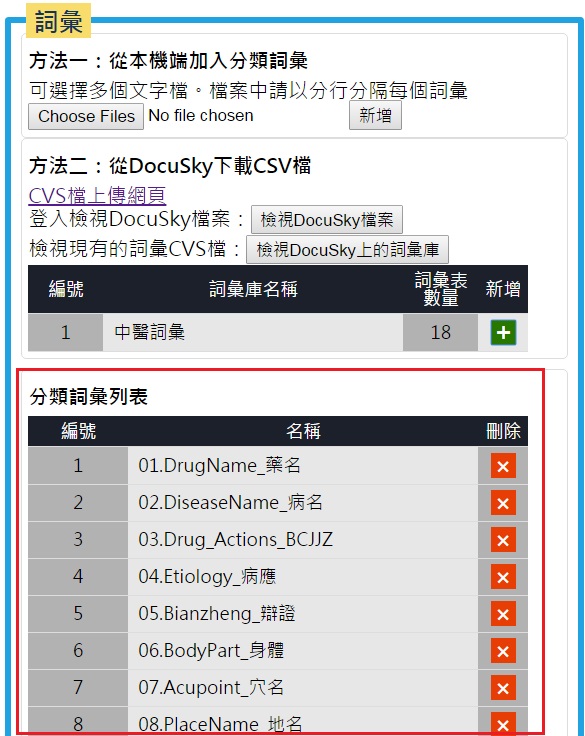 詞彙
方法一：從本機端加入分類詞彙
可選擇多個文字檔。檔案中請以分行分隔每個詞彙
Choose Files No file chosen 新增
方法二：從DocuSky下載CSV檔
CVS檔上傳網頁
登入檢視DocuSky檔案： 檢視DocuSky檔案
檢視現有的詞彙CVS檔： 檢視DocuSky上的詞彙庫
編號 詞彙庫名稱 詞彙表數量 新增
1 中醫詞彙 18 +
分類詞彙列表
編號 名稱 刪除
1 01.DrugName_藥名 ×
2 02.DiseaseName_病名 ×
3 03.Drug_Actions_BCJJZ ×
4 04.Etiology_病應 ×
5 05.Bianzheng_辯證 ×
6 06.BodyPart_身體 ×
7 07.Acupoint_穴名 ×
8 08.PlaceName_地名 ×